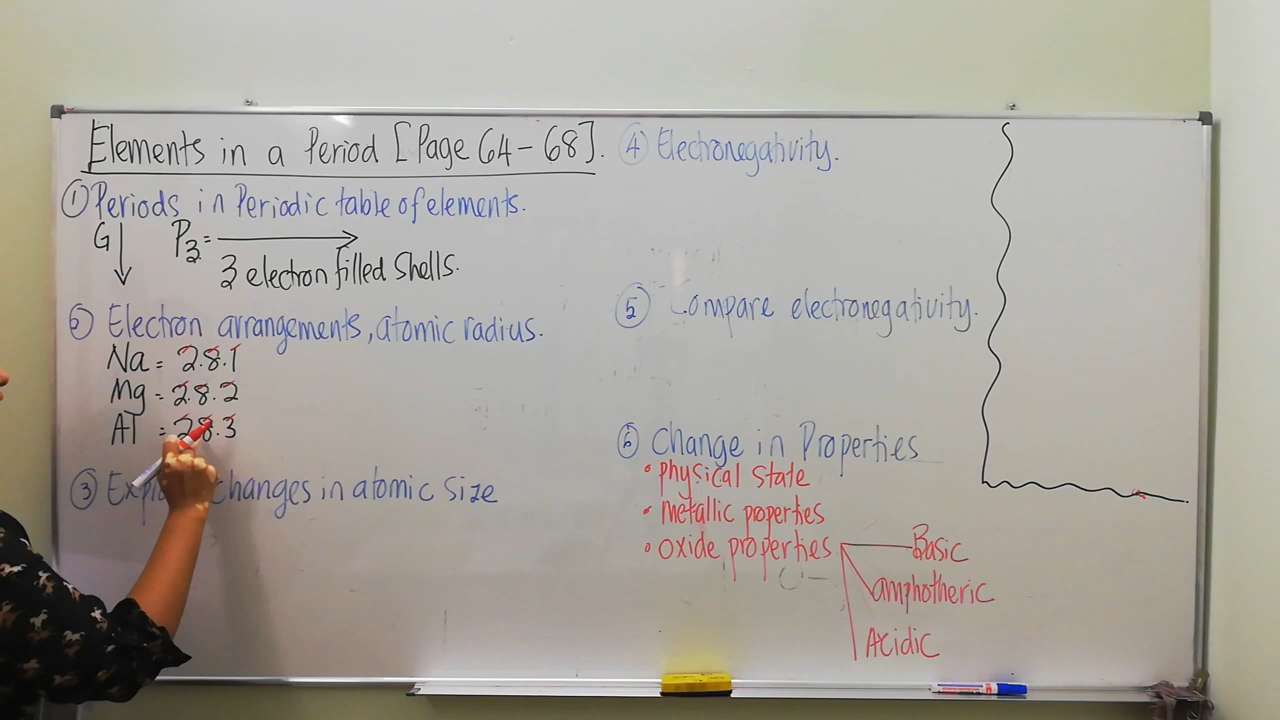 Elements in a Period [Page 64-68].
① Periods in Periodic table of elements.
G P3 =
3 electron filled shells.
② Electron arrangements, atomic radius.
Na = 2.8.1
Mg = 2.8.2
Al = 2.8.3
③ changes in atomic size
④ Electronegativity.
⑤ Compare electronegativity.
⑥ Change in Properties
• physical state
• metallic properties
• oxide properties
Basic
amphotheric
Acidic